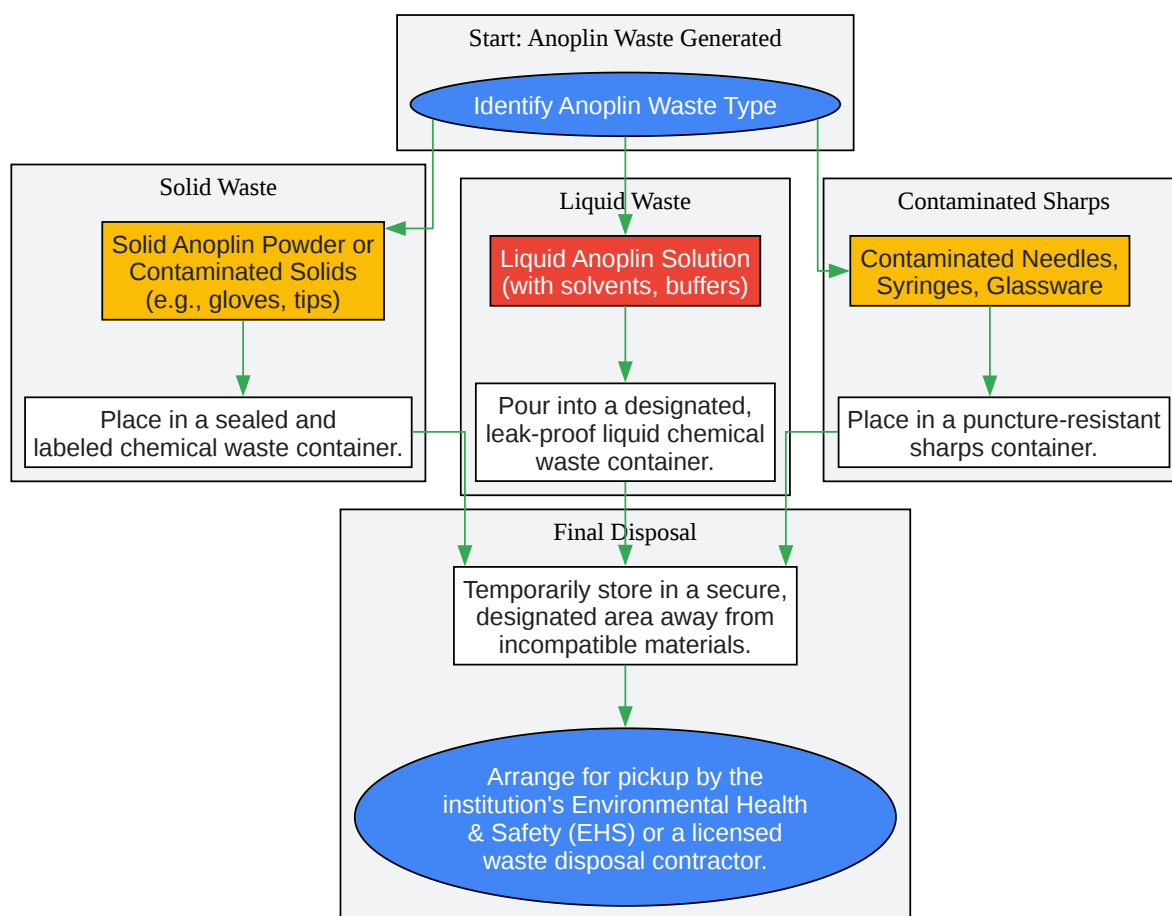 Start: Anoplin Waste Generated
Identify Anoplin Waste Type
Solid Waste
Solid Anoplin Powder or
Contaminated Solids
(e.g., gloves, tips)
Place in a sealed and
labeled chemical waste container.
Liquid Waste
Liquid Anoplin Solution
(with solvents, buffers)
Pour into a designated,
leak-proof liquid chemical
waste container.
Contaminated Sharps
Contaminated Needles,
Syringes, Glassware
Place in a puncture-resistant
sharps container.
Final Disposal
Temporarily store in a secure,
designated area away from
incompatible materials.
Arrange for pickup by the
institution's Environmental Health
& Safety (EHS) or a licensed
waste disposal contractor.